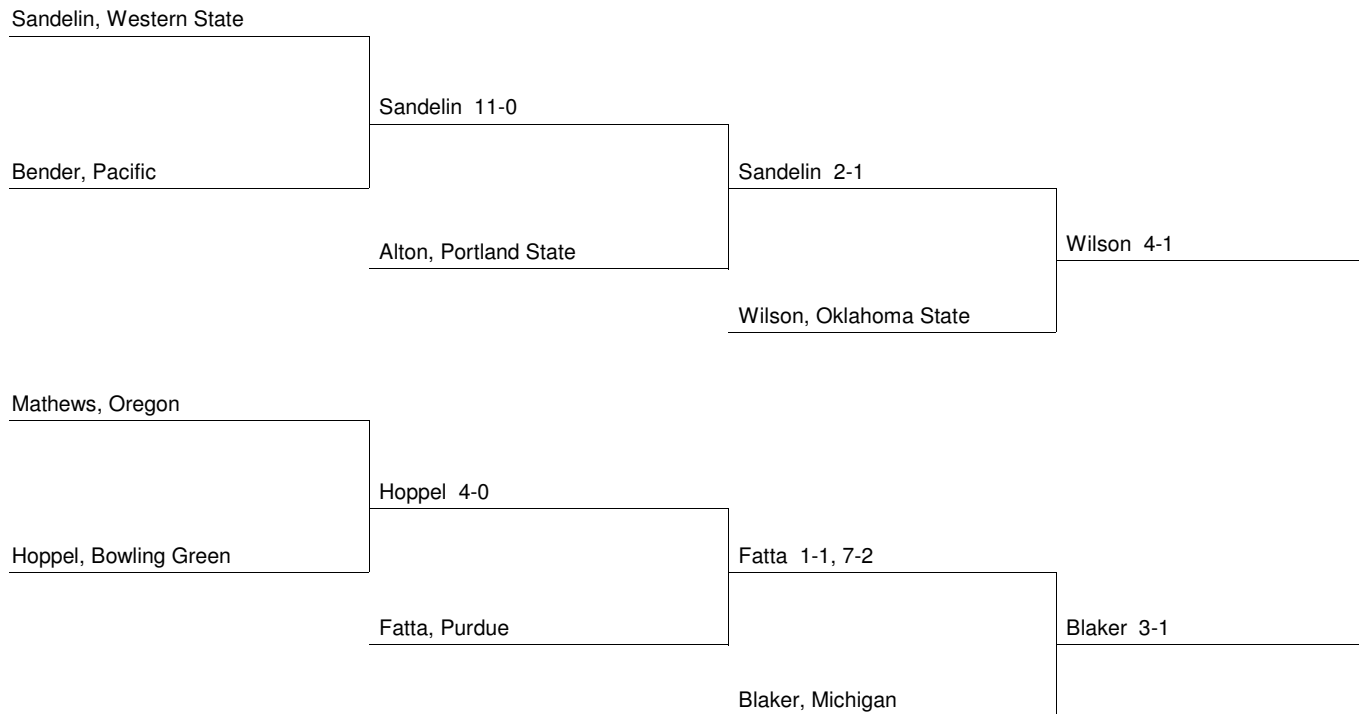 Sandelin, Western State
Sandelin 11-0
Bender, Pacific
Sandelin 2-1
Alton, Portland State
Wilson 4-1
Wilson, Oklahoma State
Mathews, Oregon
Hoppel 4-0
Hoppel, Bowling Green
Fatta 1-1, 7-2
Fatta, Purdue
Blaker 3-1
Blaker, Michigan